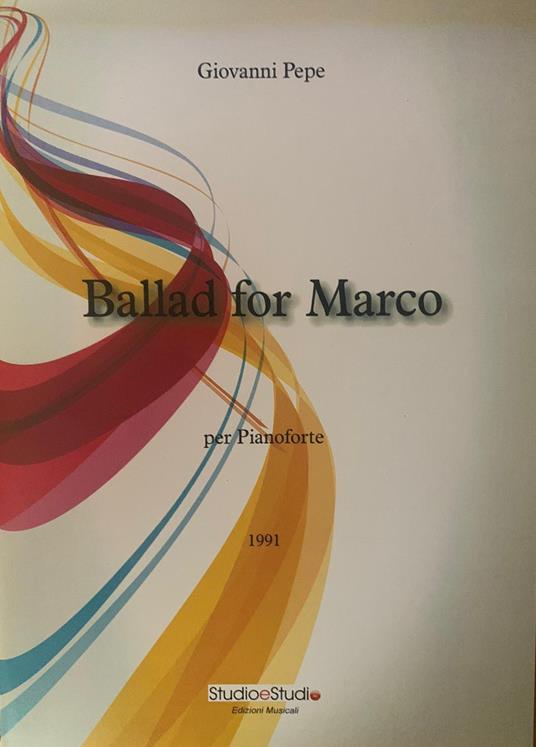 Giovanni Pepe
Ballad for Marco
per Pianoforte
1991
StudioeStudio
Edizioni Musicali